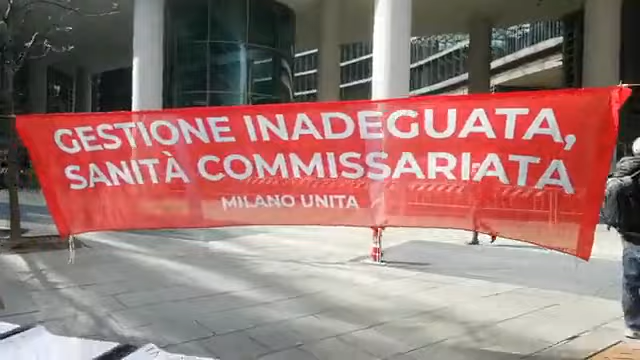 GESTIONE INADEGUATA,
SANITÀ COMMISSARIATA
MILANO UNITA